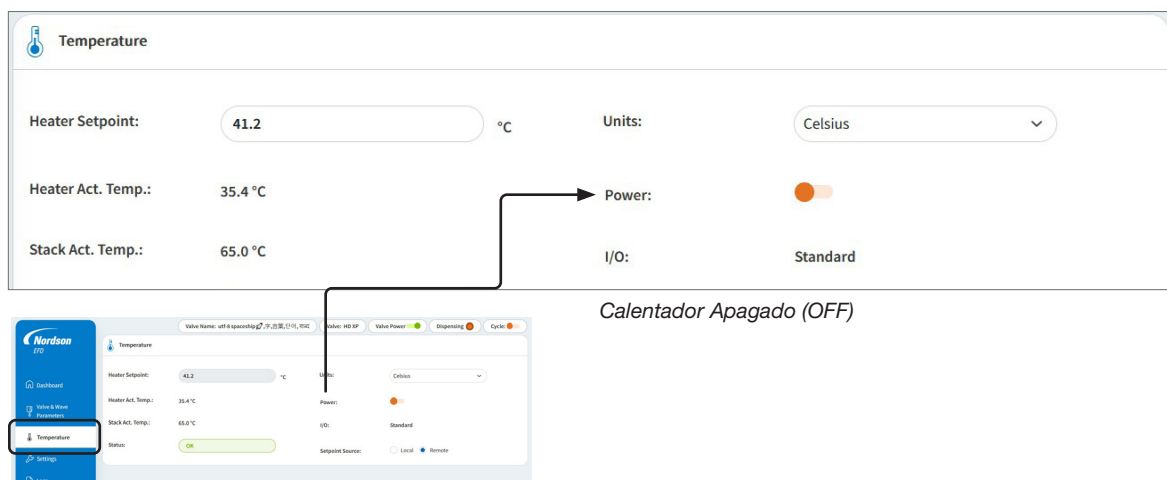 Temperature
Heater Setpoint: 41.2 °C Units: Celsius
Heater Act. Temp.: 35.4 °C Power:
Stack Act. Temp.: 65.0 °C I/O: Standard
Calentador Apagado (OFF)
Nordson
EFD
Valve Name: utf-8 spaceship Valve: HD XP Valve Power Dispensing Cycle:
Temperature
Heater Setpoint: 41.2 °C Units: Celsius
Dashboard
Heater Act. Temp.: 35.4 °C Power:
Valve & Wave
Parameters
Stack Act. Temp.: 65.0 °C I/O: Standard
Temperature
Status: OK Setpoint Source: Local Remote
Settings